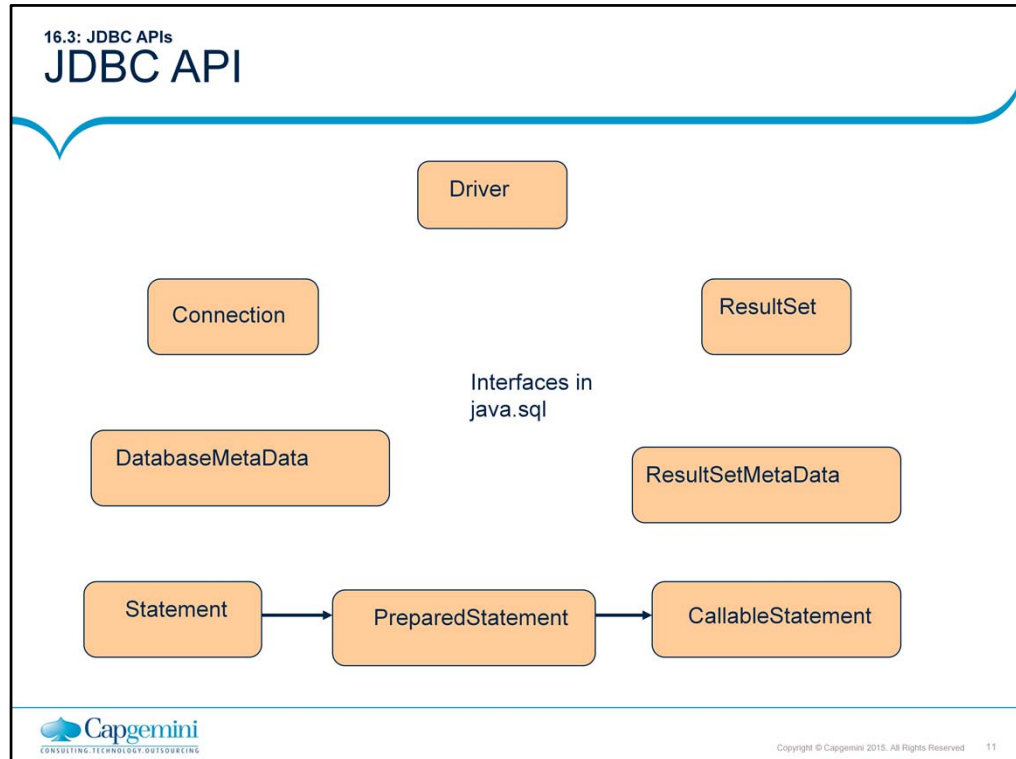 16.3: JDBC APIs
JDBC API
Driver
Connection
ResultSet
Interfaces in
java.sql
DatabaseMetaData
ResultSetMetaData
Statement
PreparedStatement
CallableStatement
Capgemini
CONSULTING.TECHNOLOGY.OUTSOURCING
Copyright © Capgemini 2015. All Rights Reserved 11